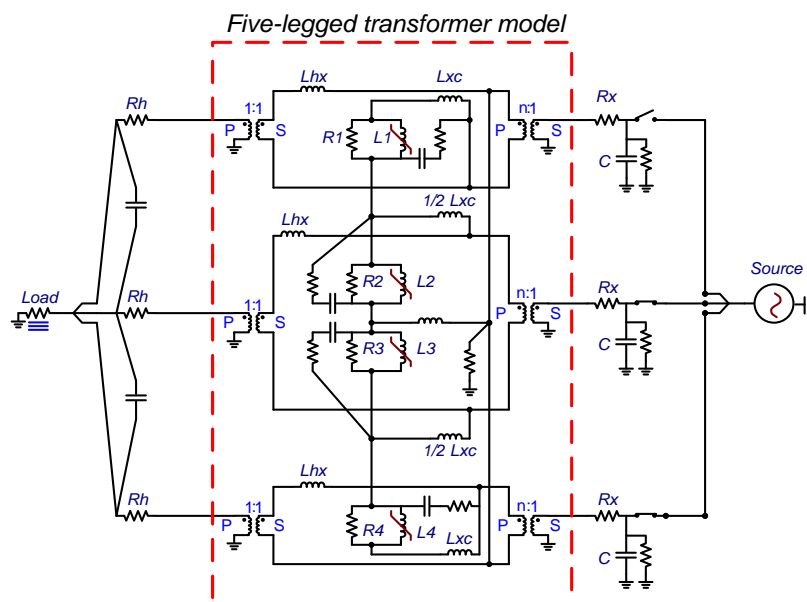 Five-legged transformer model
Lhx
Lxc
Rh
1:1
n:1
Rx
P
S
R1
L1
P
S
C
1/2 Lxc
Lhx
Source
Load
Rh
1:1
R2
L2
n:1
Rx
P
S
R3
L3
P
S
C
1/2 Lxc
Lhx
Rh
1:1
n:1
Rx
P
S
R4
L4
P
S
Lxc
C